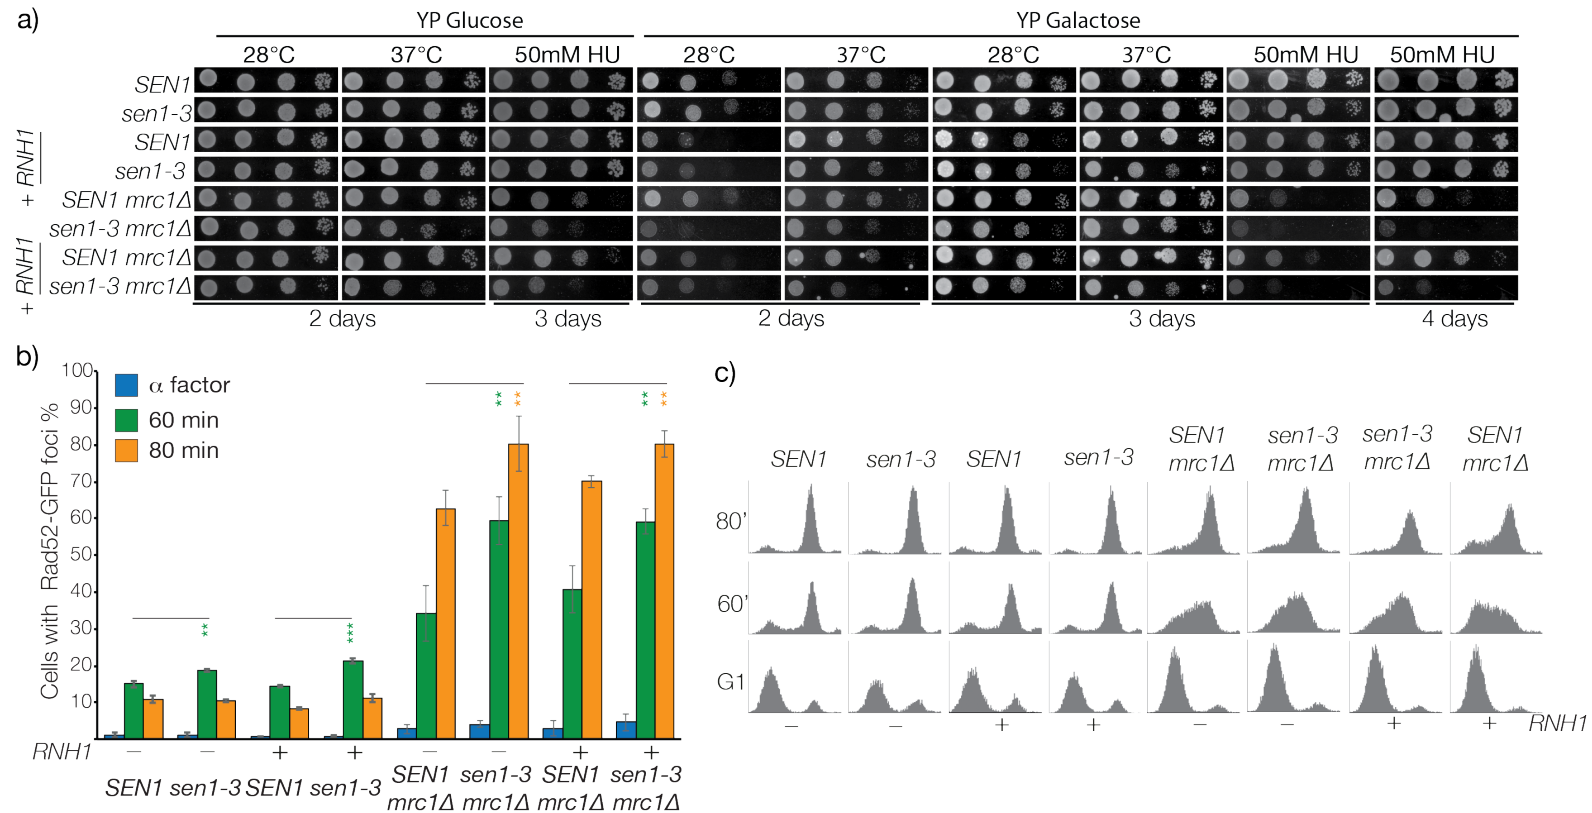 a)
YP Glucose
YP Galactose
28°C 37°C 50mM HU 28°C 37°C 28°C 37°C 50mM HU 50mM HU
SEN1
sen1-3
+ RNH1
SEN1
sen1-3
SEN1 mrc1Δ
sen1-3 mrc1Δ
+ RNH1
SEN1 mrc1Δ
sen1-3 mrc1Δ
2 days 3 days 2 days 3 days 4 days
b)
Cells with Rad52-GFP foci %
100
90
80
70
60
50
40
30
20
10
α factor
60 min
80 min
** *** ** ** ** **
RNH1 – – + + – – + +
SEN1 sen1-3 SEN1 sen1-3 SEN1 mrc1Δ sen1-3 mrc1Δ SEN1 mrc1Δ sen1-3 mrc1Δ
c)
SEN1 sen1-3 SEN1 sen1-3 SEN1 mrc1Δ sen1-3 mrc1Δ sen1-3 mrc1Δ SEN1 mrc1Δ
80'
60'
G1
– – + + – – + + RNH1